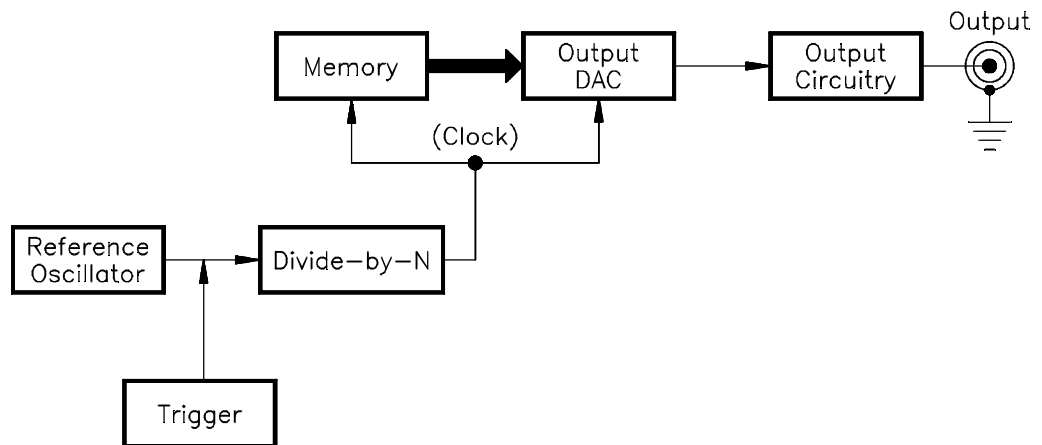 Output
Memory
Output
DAC
Output
Circuitry
(Clock)
Reference
Oscillator
Divide-by-N
Trigger